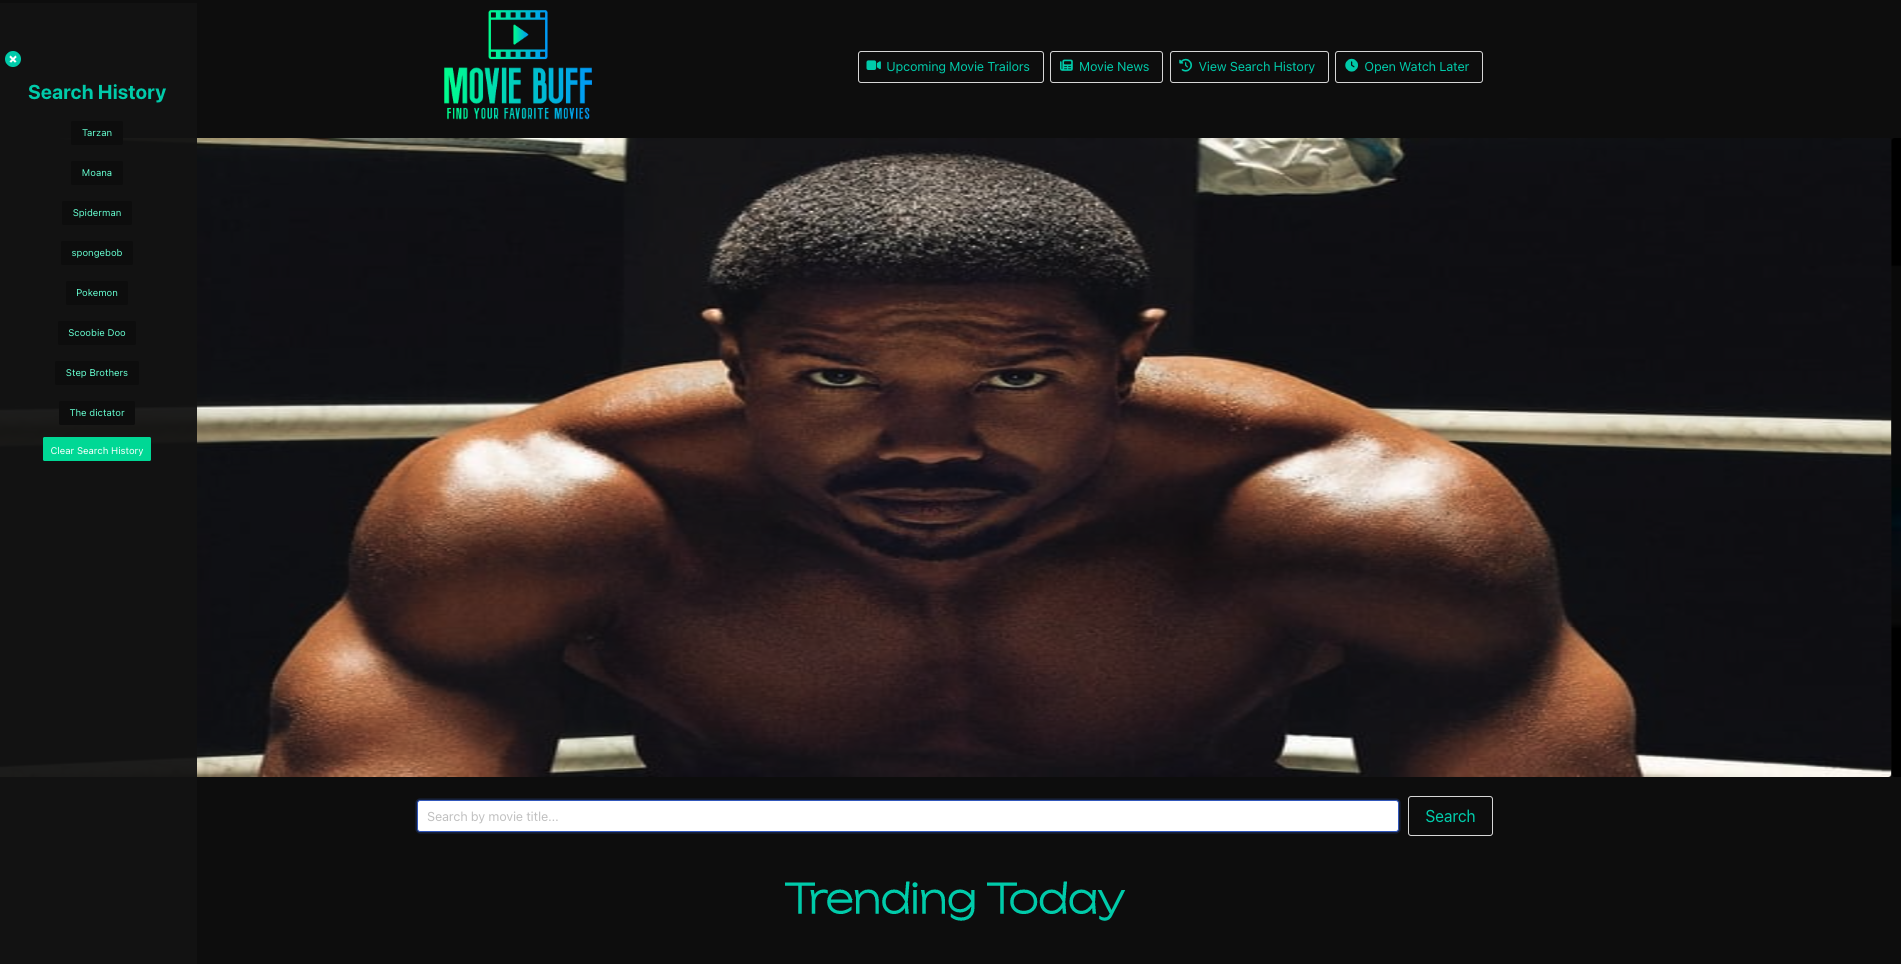 MOVIE BUFF
FIND YOUR FAVORITE MOVIES
Upcoming Movie Trailors
Movie News
View Search History
Open Watch Later
Search History
Tarzan
Moana
Spiderman
spongebob
Pokemon
Scoobie Doo
Step Brothers
The dictator
Clear Search History
Search by movie title...
Search
Trending Today